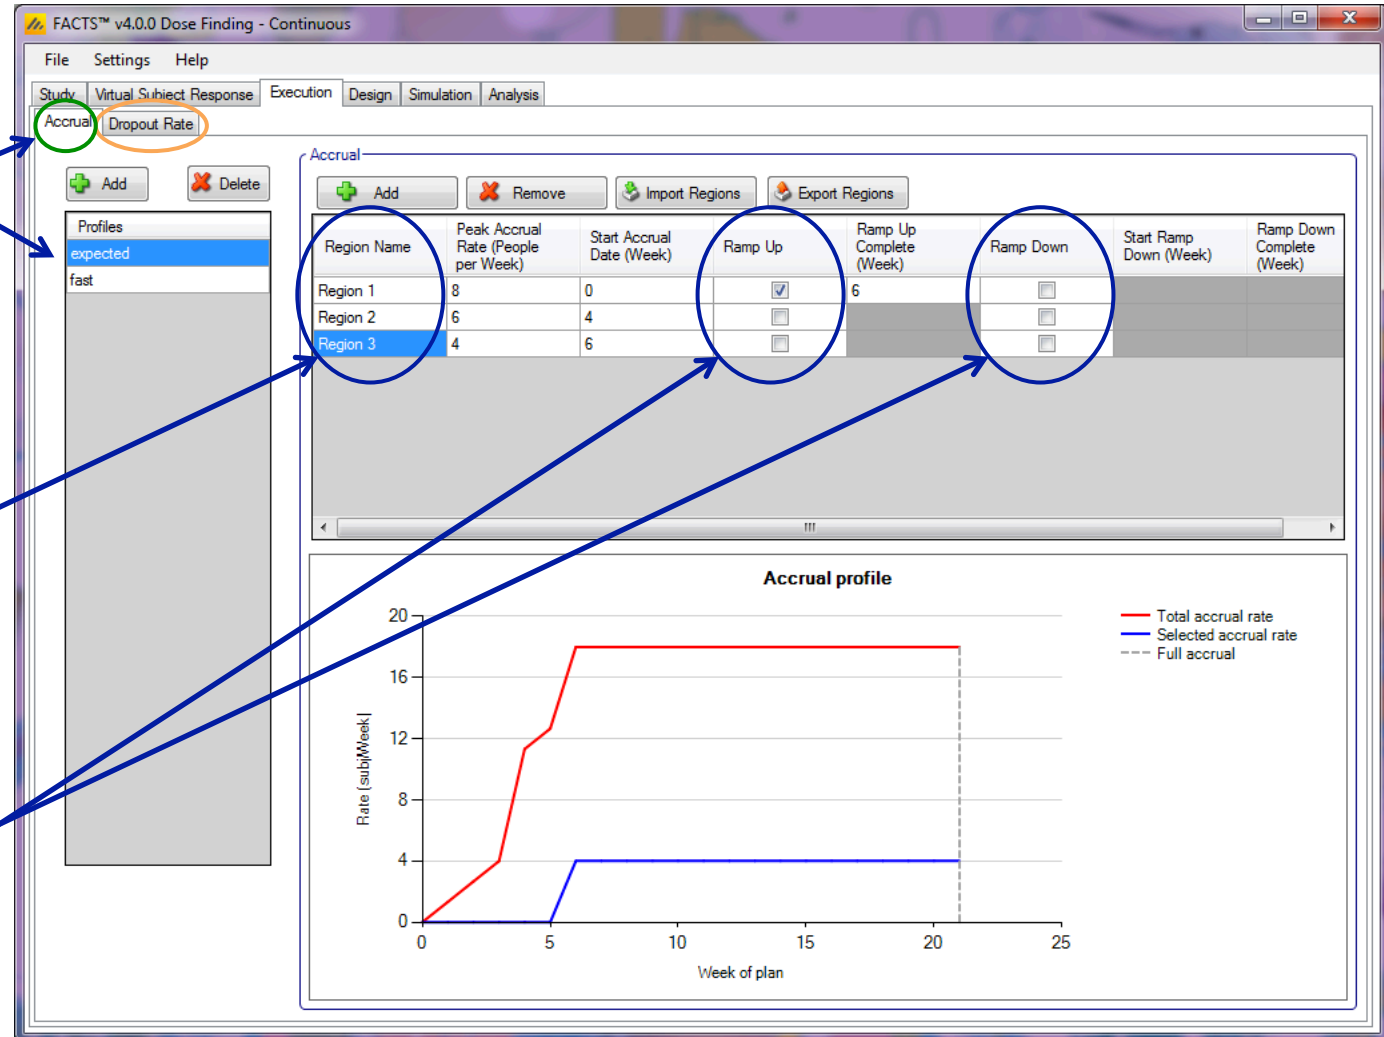 FACTS™ v4.0.0 Dose Finding - Continuous
File Settings Help
Study Virtual Subject Response Execution Design Simulation Analysis
Accrual Dropout Rate
Add Delete
Profiles
expected
fast
Accrual
Add Remove Import Regions Export Regions
Region Name
Peak Accrual
Rate (People
per Week)
Start Accrual
Date (Week)
Ramp Up
Ramp Up
Complete
(Week)
Ramp Down
Start Ramp
Down (Week)
Ramp Down
Complete
(Week)
Region 1 8 0 6
Region 2 6 4
Region 3 4 6
Accrual profile
20
16
12
8
4
0
Rate (subj/Week)
0 5 10 15 20 25
Week of plan
Total accrual rate
Selected accrual rate
Full accrual